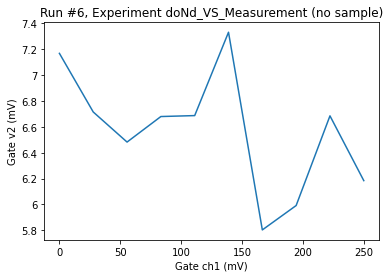 Run #6, Experiment doNd_VS_Measurement (no sample)
7.4
7.2
7
6.8
6.6
6.4
6.2
6
5.8
Gate v2 (mV)
0 50 100 150 200 250
Gate ch1 (mV)